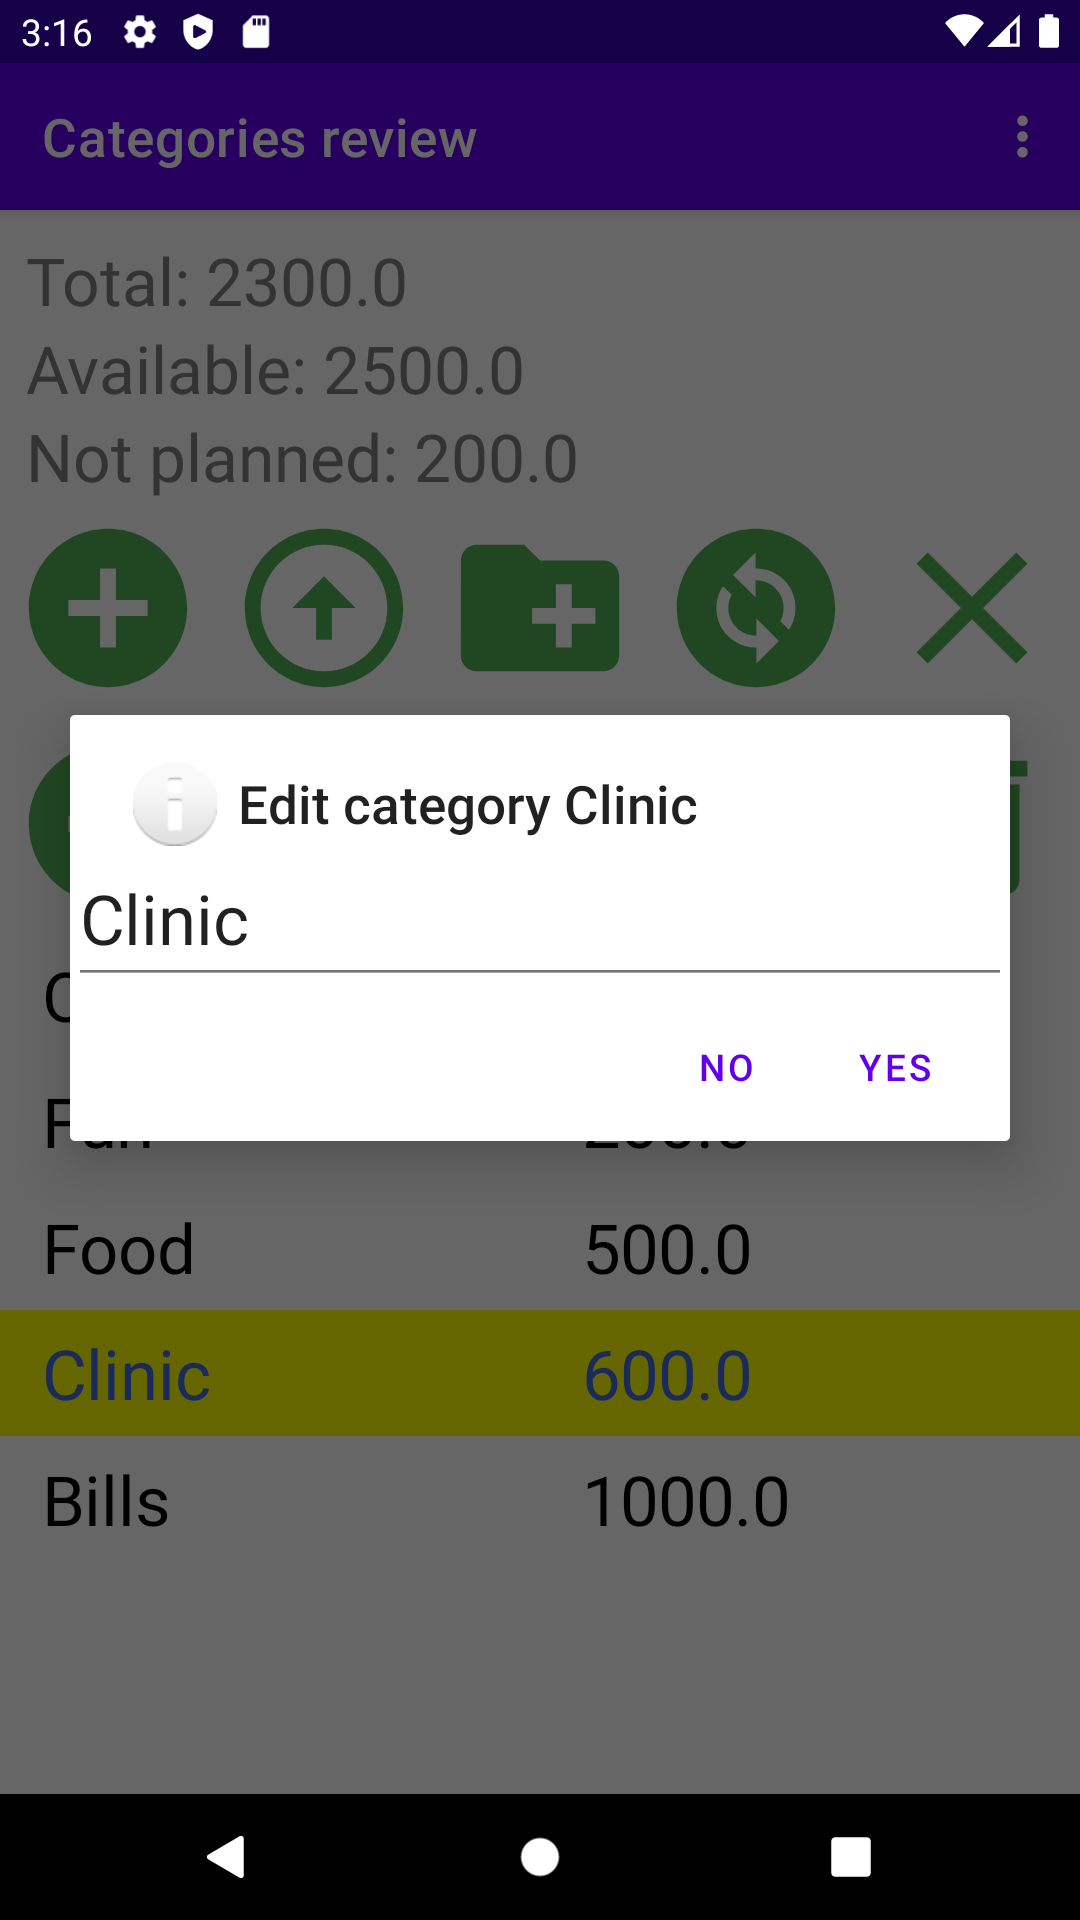 3:16
Categories review
Total: 2300.0
Available: 2500.0
Not planned: 200.0
Edit category Clinic
Clinic
NO YES
Food 500.0
Clinic 600.0
Bills 1000.0